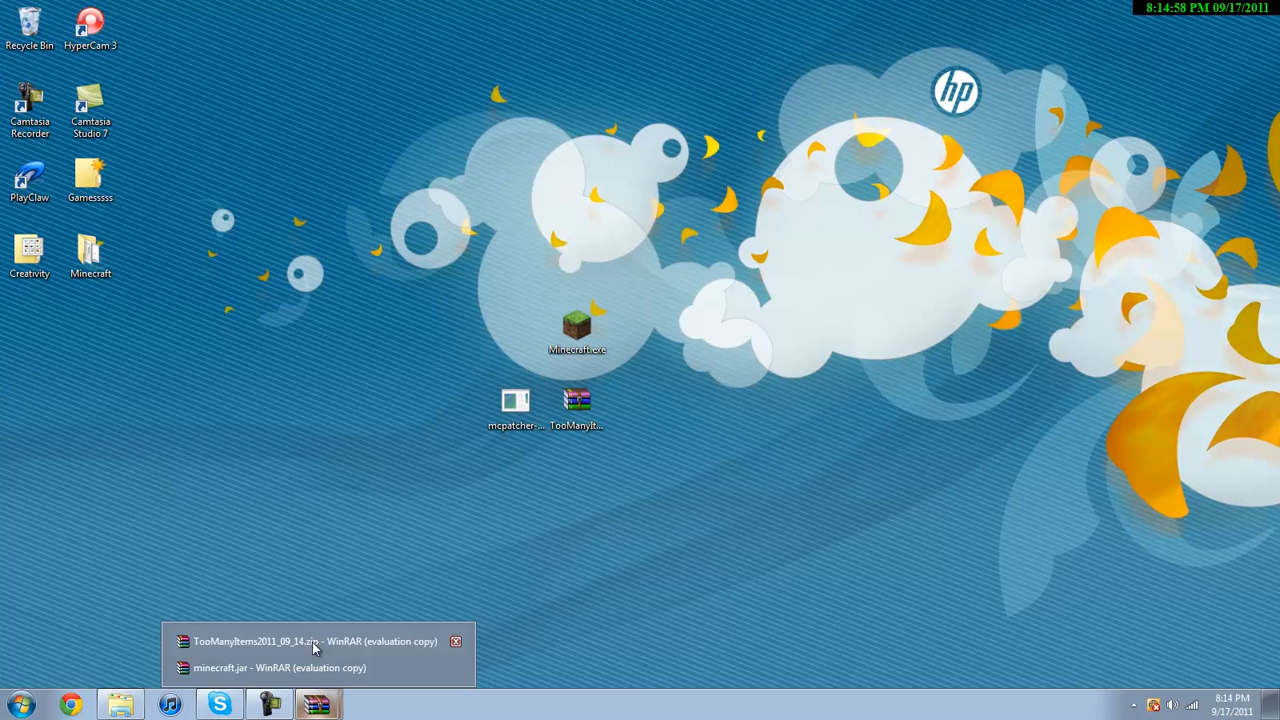 8:14:58 PM 09/17/2011
hp
Recycle Bin
HyperCam 3
Camtasia
Recorder
Camtasia
Studio 7
PlayClaw
Gamesssss
Creativity
Minecraft
Minecraft.exe
mcpatcher-...
TooManyIt...
TooManyItems2011_09_14.zip - WinRAR (evaluation copy)
minecraft.jar - WinRAR (evaluation copy)
8:14 PM
9/17/2011